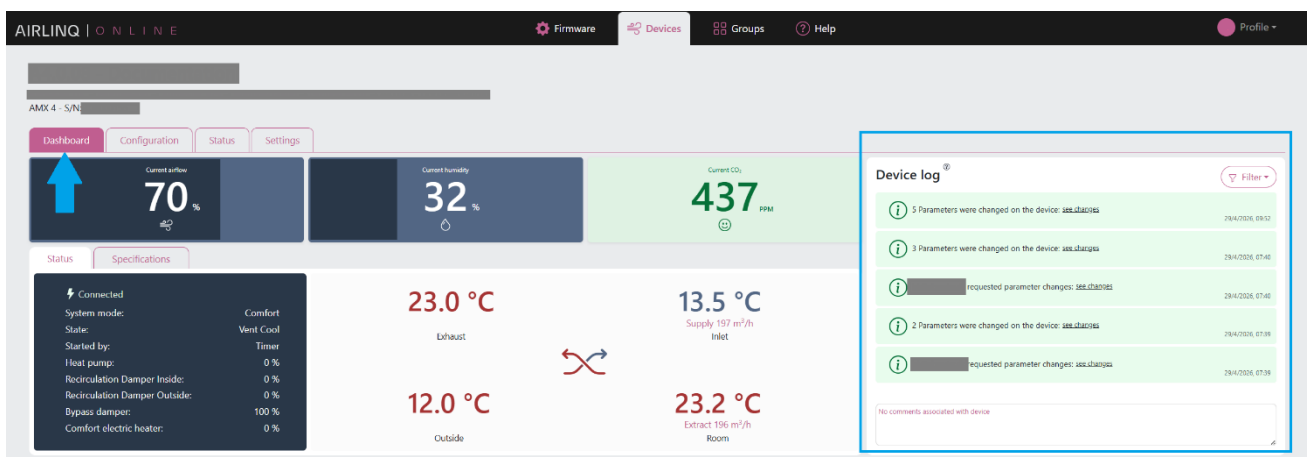 AIRLINQ | ONLINE
Firmware
Devices
Groups
Help
Profile
AMX 4 - S/N:
Dashboard
Configuration
Status
Settings
Current airflow
70 %
Current humidity
32 %
Current CO₂
437 PPM
Device log
Filter
5 Parameters were changed on the device: see changes
29/4/2026, 09:52
3 Parameters were changed on the device: see changes
29/4/2026, 07:40
requested parameter changes: see changes
29/4/2026, 07:40
2 Parameters were changed on the device: see changes
29/4/2026, 07:39
requested parameter changes: see changes
29/4/2026, 07:39
No comments associated with device
Status
Specifications
Connected
System mode: Comfort
State: Vent Cool
Started by: Timer
Heat pump: 0 %
Recirculation Damper Inside: 0 %
Recirculation Damper Outside: 0 %
Bypass damper: 100 %
Comfort electric heater: 0 %
23.0 °C
Exhaust
13.5 °C
Supply 197 m³/h
Inlet
12.0 °C
Outside
23.2 °C
Extract 196 m³/h
Room